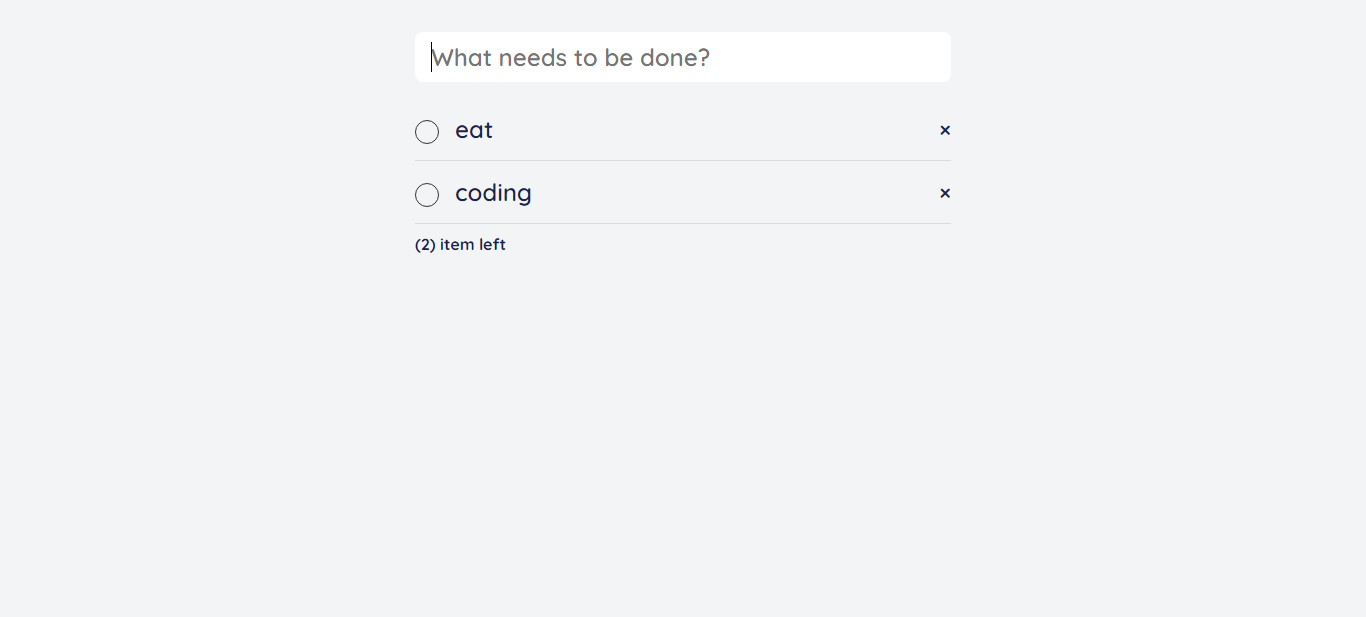 What needs to be done?
eat ×
coding ×
(2) item left